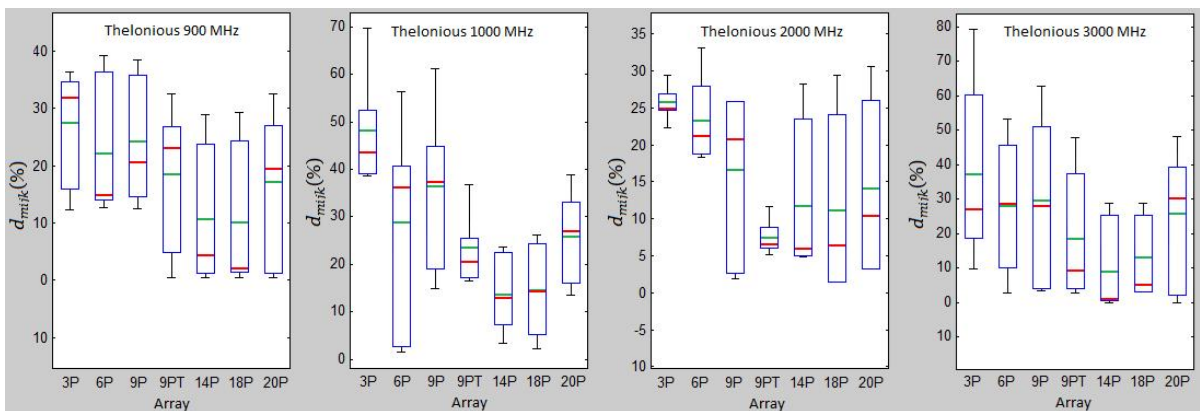 Thelonious 900 MHz
40
30
20
10
0
10
d_mijk(%)
3P 6P 9P 9PT 14P 18P 20P
Array
Thelonious 1000 MHz
70
60
50
40
30
20
10
0
d_mijk(%)
3P 6P 9P 9PT 14P 18P 20P
Array
Thelonious 2000 MHz
35
30
25
20
15
10
5
0
-5
10
d_mijk(%)
3P 6P 9P 9PT 14P 18P 20P
Array
Thelonious 3000 MHz
80
70
60
50
40
30
20
10
0
10
d_mijk(%)
3P 6P 9P 9PT 14P 18P 20P
Array